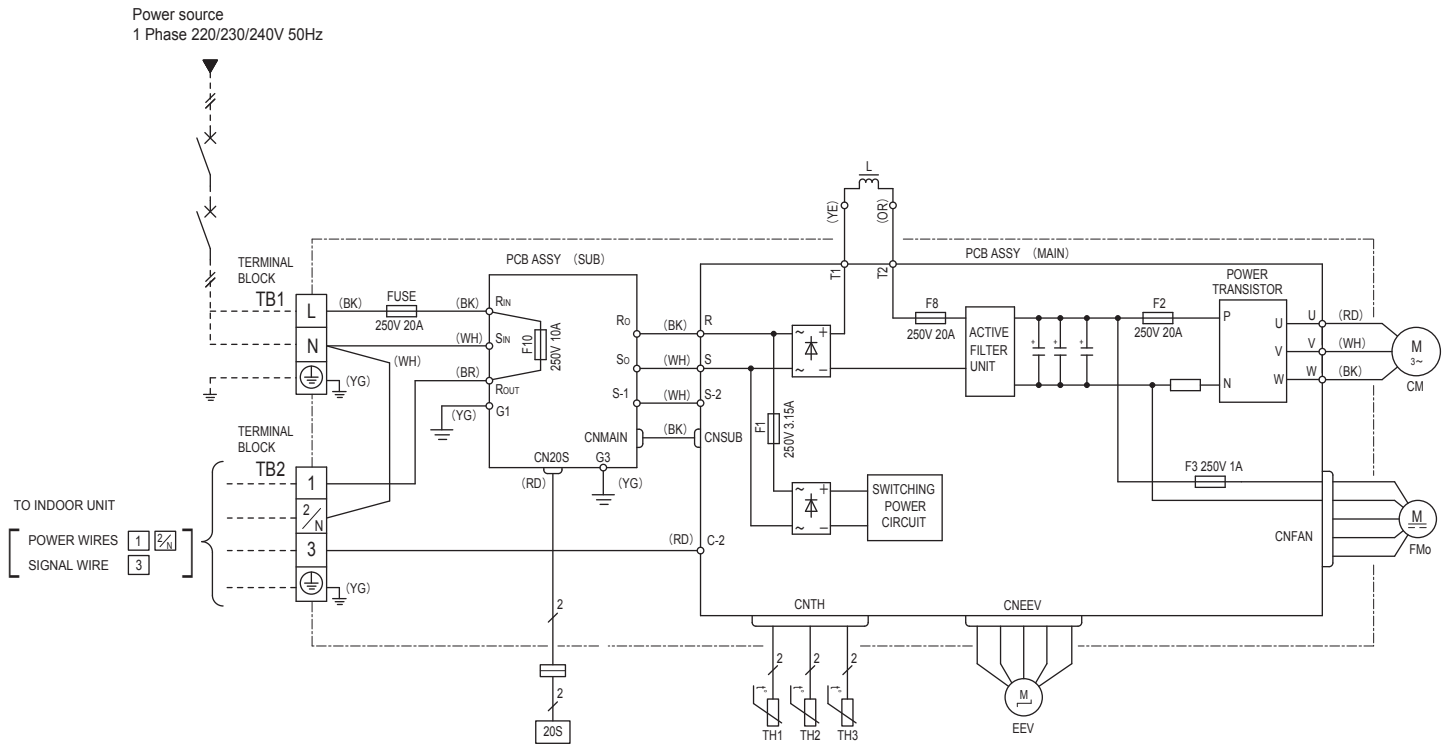 Power source
1 Phase 220/230/240V 50Hz
L
(YE)
(OR)
T1
T2
TERMINAL
BLOCK
TB1
L
N
(BK)
FUSE
250V 20A
(BK)
(WH)
(WH)
(YG)
(BR)
(YG)
PCB ASSY (SUB)
RIN
SIN
ROUT
G1
F10
250V 10A
RO
SO
S-1
CNMAIN
CN20S
G3
(RD)
(YG)
(BK)
(WH)
(WH)
(BK)
PCB ASSY (MAIN)
R
S
S-2
CNSUB
(RD)
C-2
~
~
+
−
F1
250V 3.15A
~
~
+
−
SWITCHING
POWER
CIRCUIT
F8
250V 20A
ACTIVE
FILTER
UNIT
+
+
+
F2
250V 20A
POWER
TRANSISTOR
P
N
U
V
W
U
V
W
(RD)
(WH)
(BK)
M
3~
CM
F3 250V 1A
CNFAN
M
FMo
TERMINAL
BLOCK
TB2
1
2/N
3
(YG)
TO INDOOR UNIT
POWER WIRES 1 2/N
SIGNAL WIRE 3
2
2
20S
CNTH
2
2
2
TH1
TH2
TH3
CNEEV
M
EEV